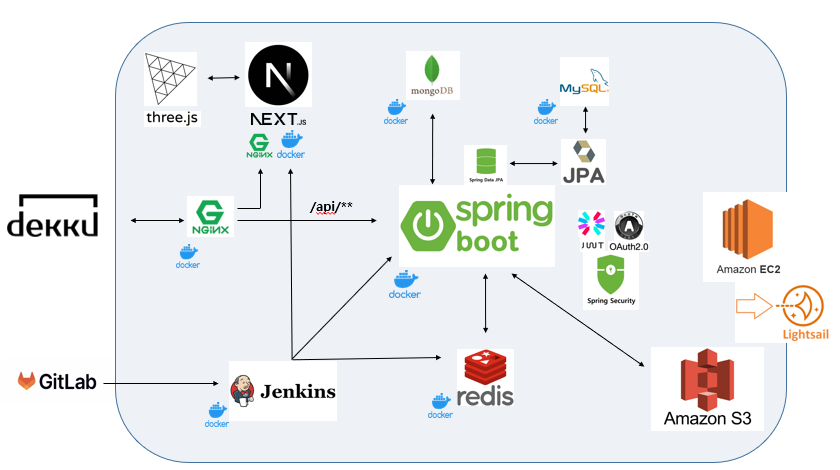 three.js
NEXT.JS
NGINX
docker
mongoDB
docker
MySQL
docker
Spring Data JPA
JPA
dekku
NGINX
docker
/api/**
spring
boot
docker
JWT
OAuth2.0
Spring Security
Amazon EC2
Lightsail
GitLab
Jenkins
docker
redis
docker
Amazon S3